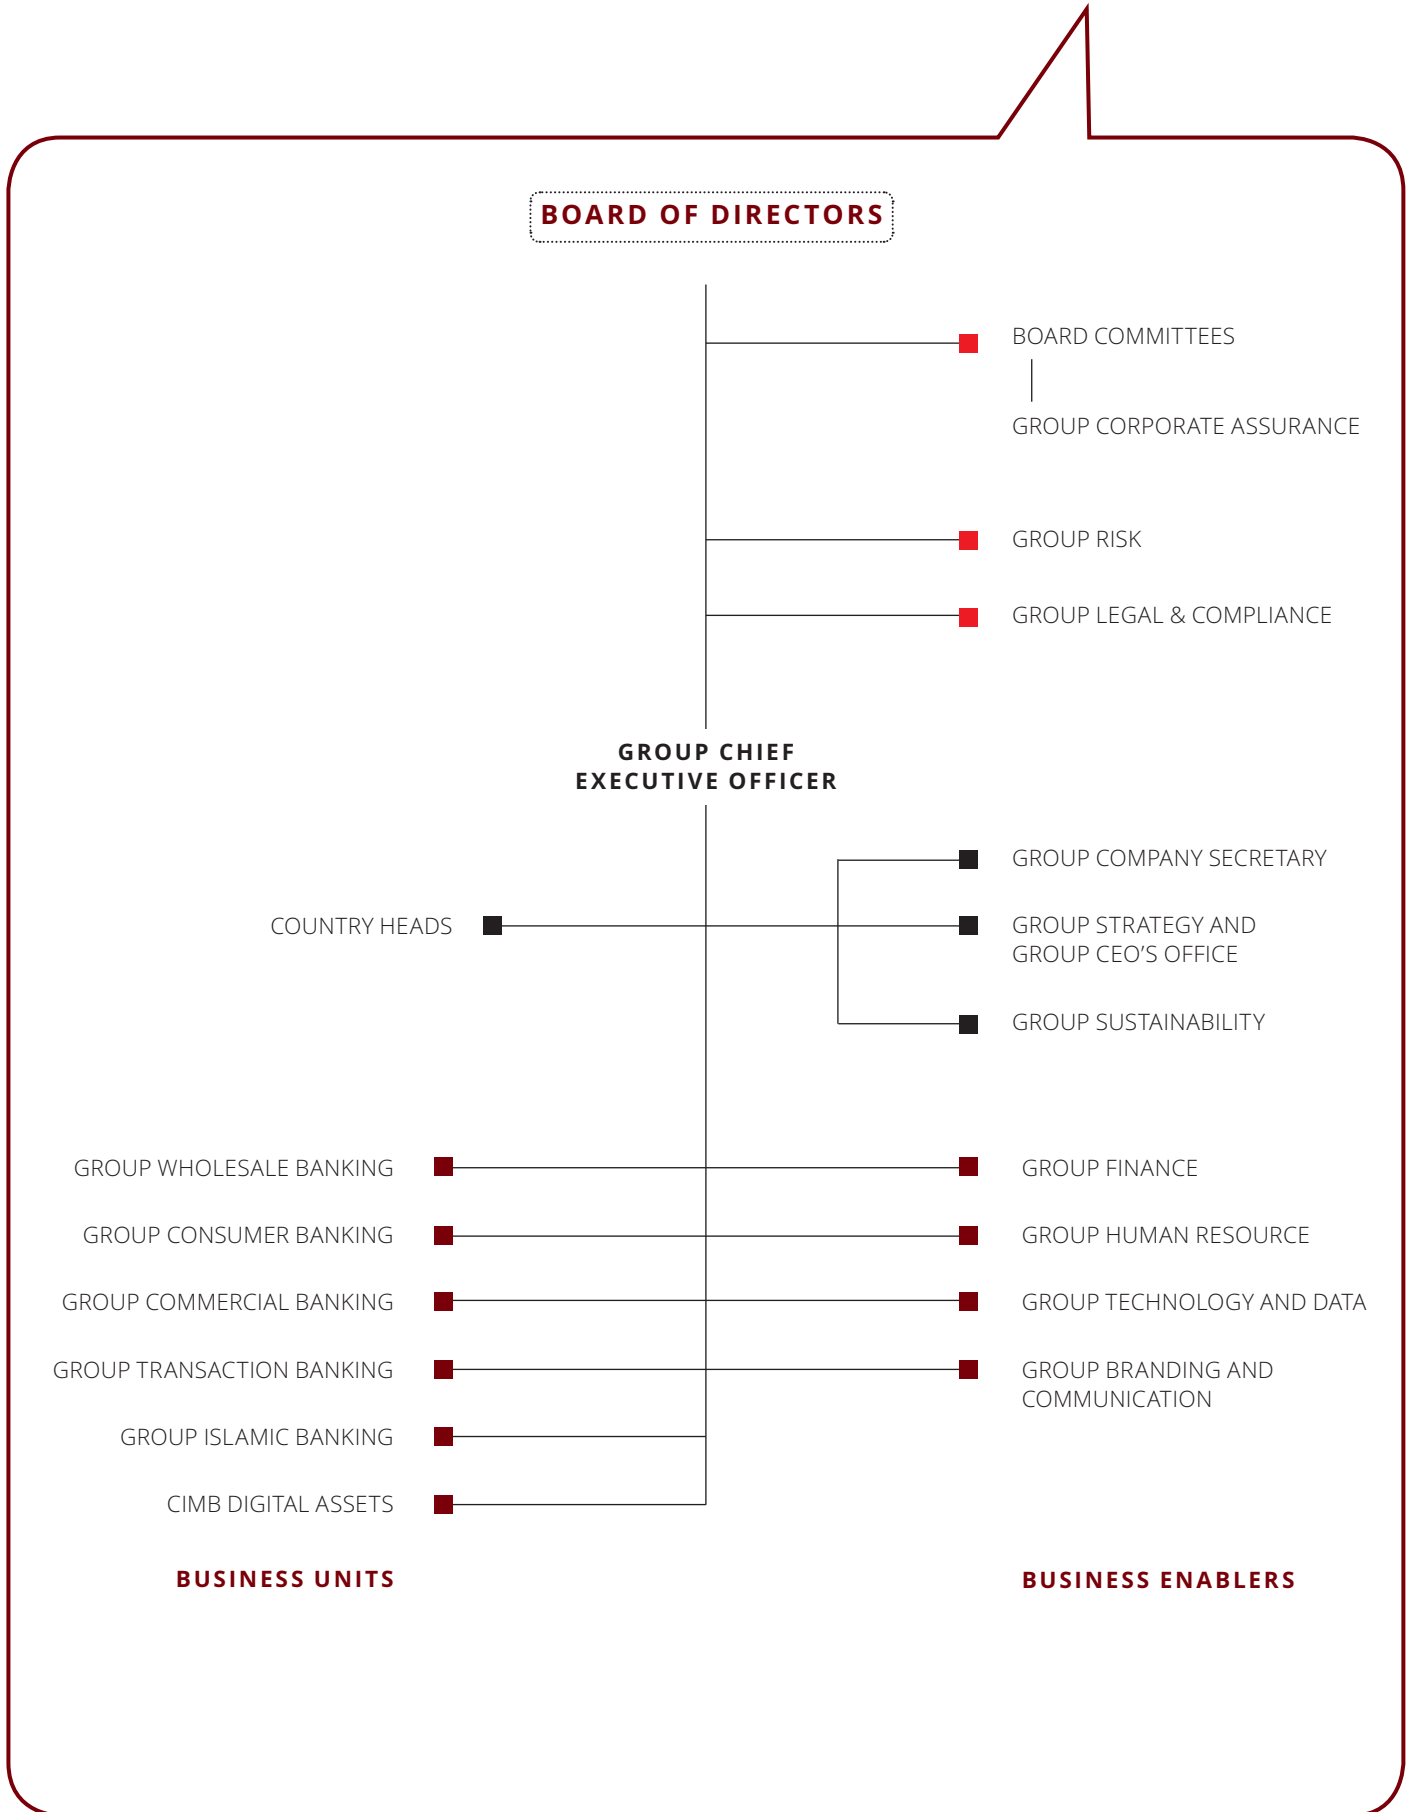 BOARD OF DIRECTORS
BOARD COMMITTEES
GROUP CORPORATE ASSURANCE
GROUP RISK
GROUP LEGAL & COMPLIANCE
GROUP CHIEF
EXECUTIVE OFFICER
GROUP COMPANY SECRETARY
COUNTRY HEADS
GROUP STRATEGY AND
GROUP CEO’S OFFICE
GROUP SUSTAINABILITY
GROUP WHOLESALE BANKING
GROUP FINANCE
GROUP CONSUMER BANKING
GROUP HUMAN RESOURCE
GROUP COMMERCIAL BANKING
GROUP TECHNOLOGY AND DATA
GROUP TRANSACTION BANKING
GROUP BRANDING AND
COMMUNICATION
GROUP ISLAMIC BANKING
CIMB DIGITAL ASSETS
BUSINESS UNITS
BUSINESS ENABLERS